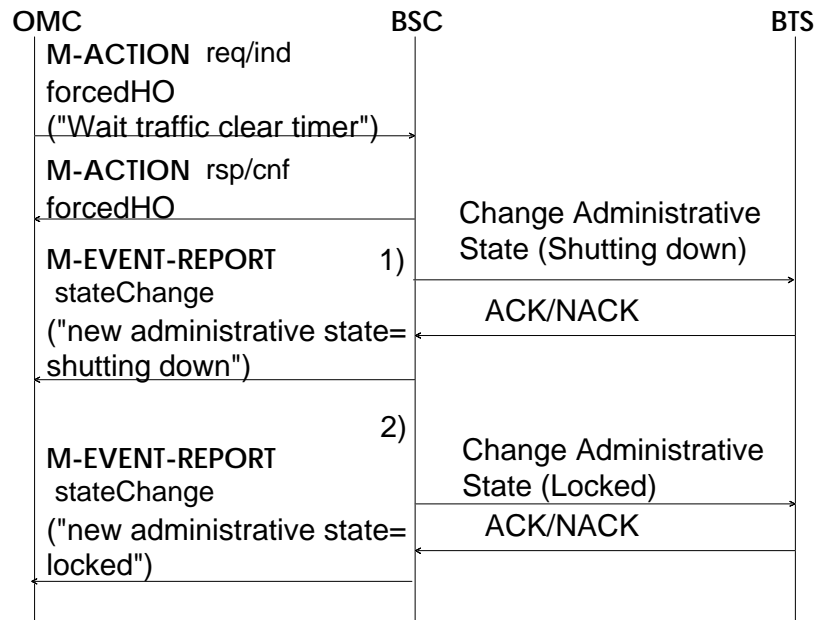 OMC BSC BTS
M-ACTION req/ind
forcedHO
("Wait traffic clear timer")
M-ACTION rsp/cnf
forcedHO
Change Administrative
State (Shutting down)
M-EVENT-REPORT 1)
stateChange
ACK/NACK
("new administrative state=
shutting down")
2)
Change Administrative
State (Locked)
M-EVENT-REPORT
stateChange
ACK/NACK
("new administrative state=
locked")